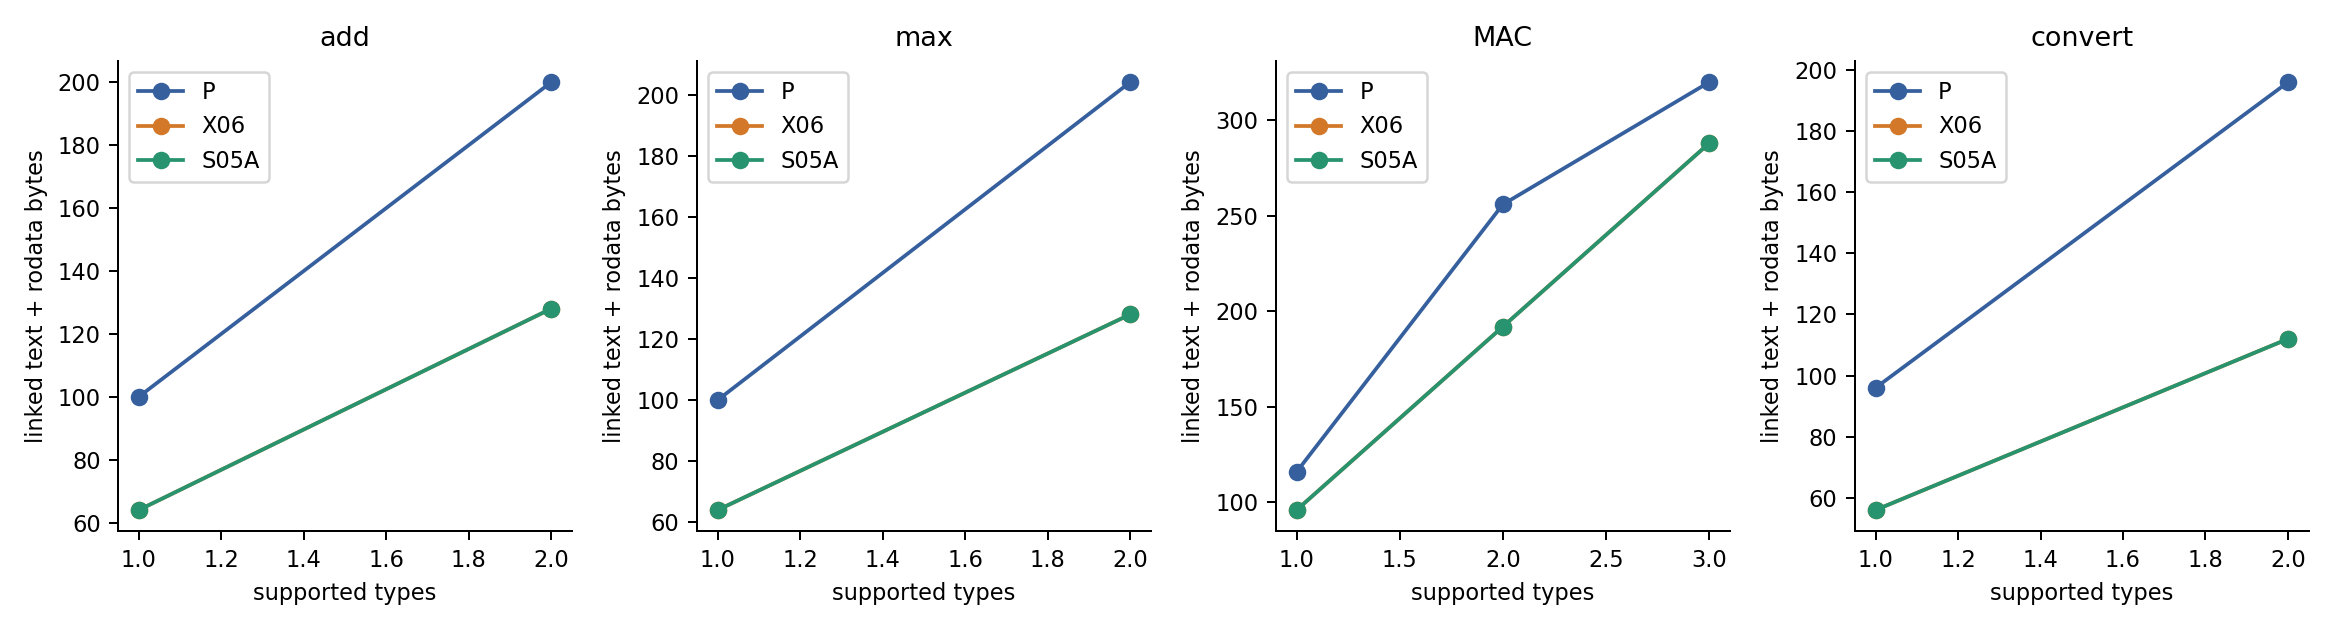 add
P
X06
S05A
200
180
160
140
120
100
80
60
linked text + rodata bytes
1.0 1.2 1.4 1.6 1.8 2.0
supported types
max
P
X06
S05A
200
180
160
140
120
100
80
60
linked text + rodata bytes
1.0 1.2 1.4 1.6 1.8 2.0
supported types
MAC
P
X06
S05A
300
250
200
150
100
linked text + rodata bytes
1.0 1.5 2.0 2.5 3.0
supported types
convert
P
X06
S05A
200
180
160
140
120
100
80
60
linked text + rodata bytes
1.0 1.2 1.4 1.6 1.8 2.0
supported types